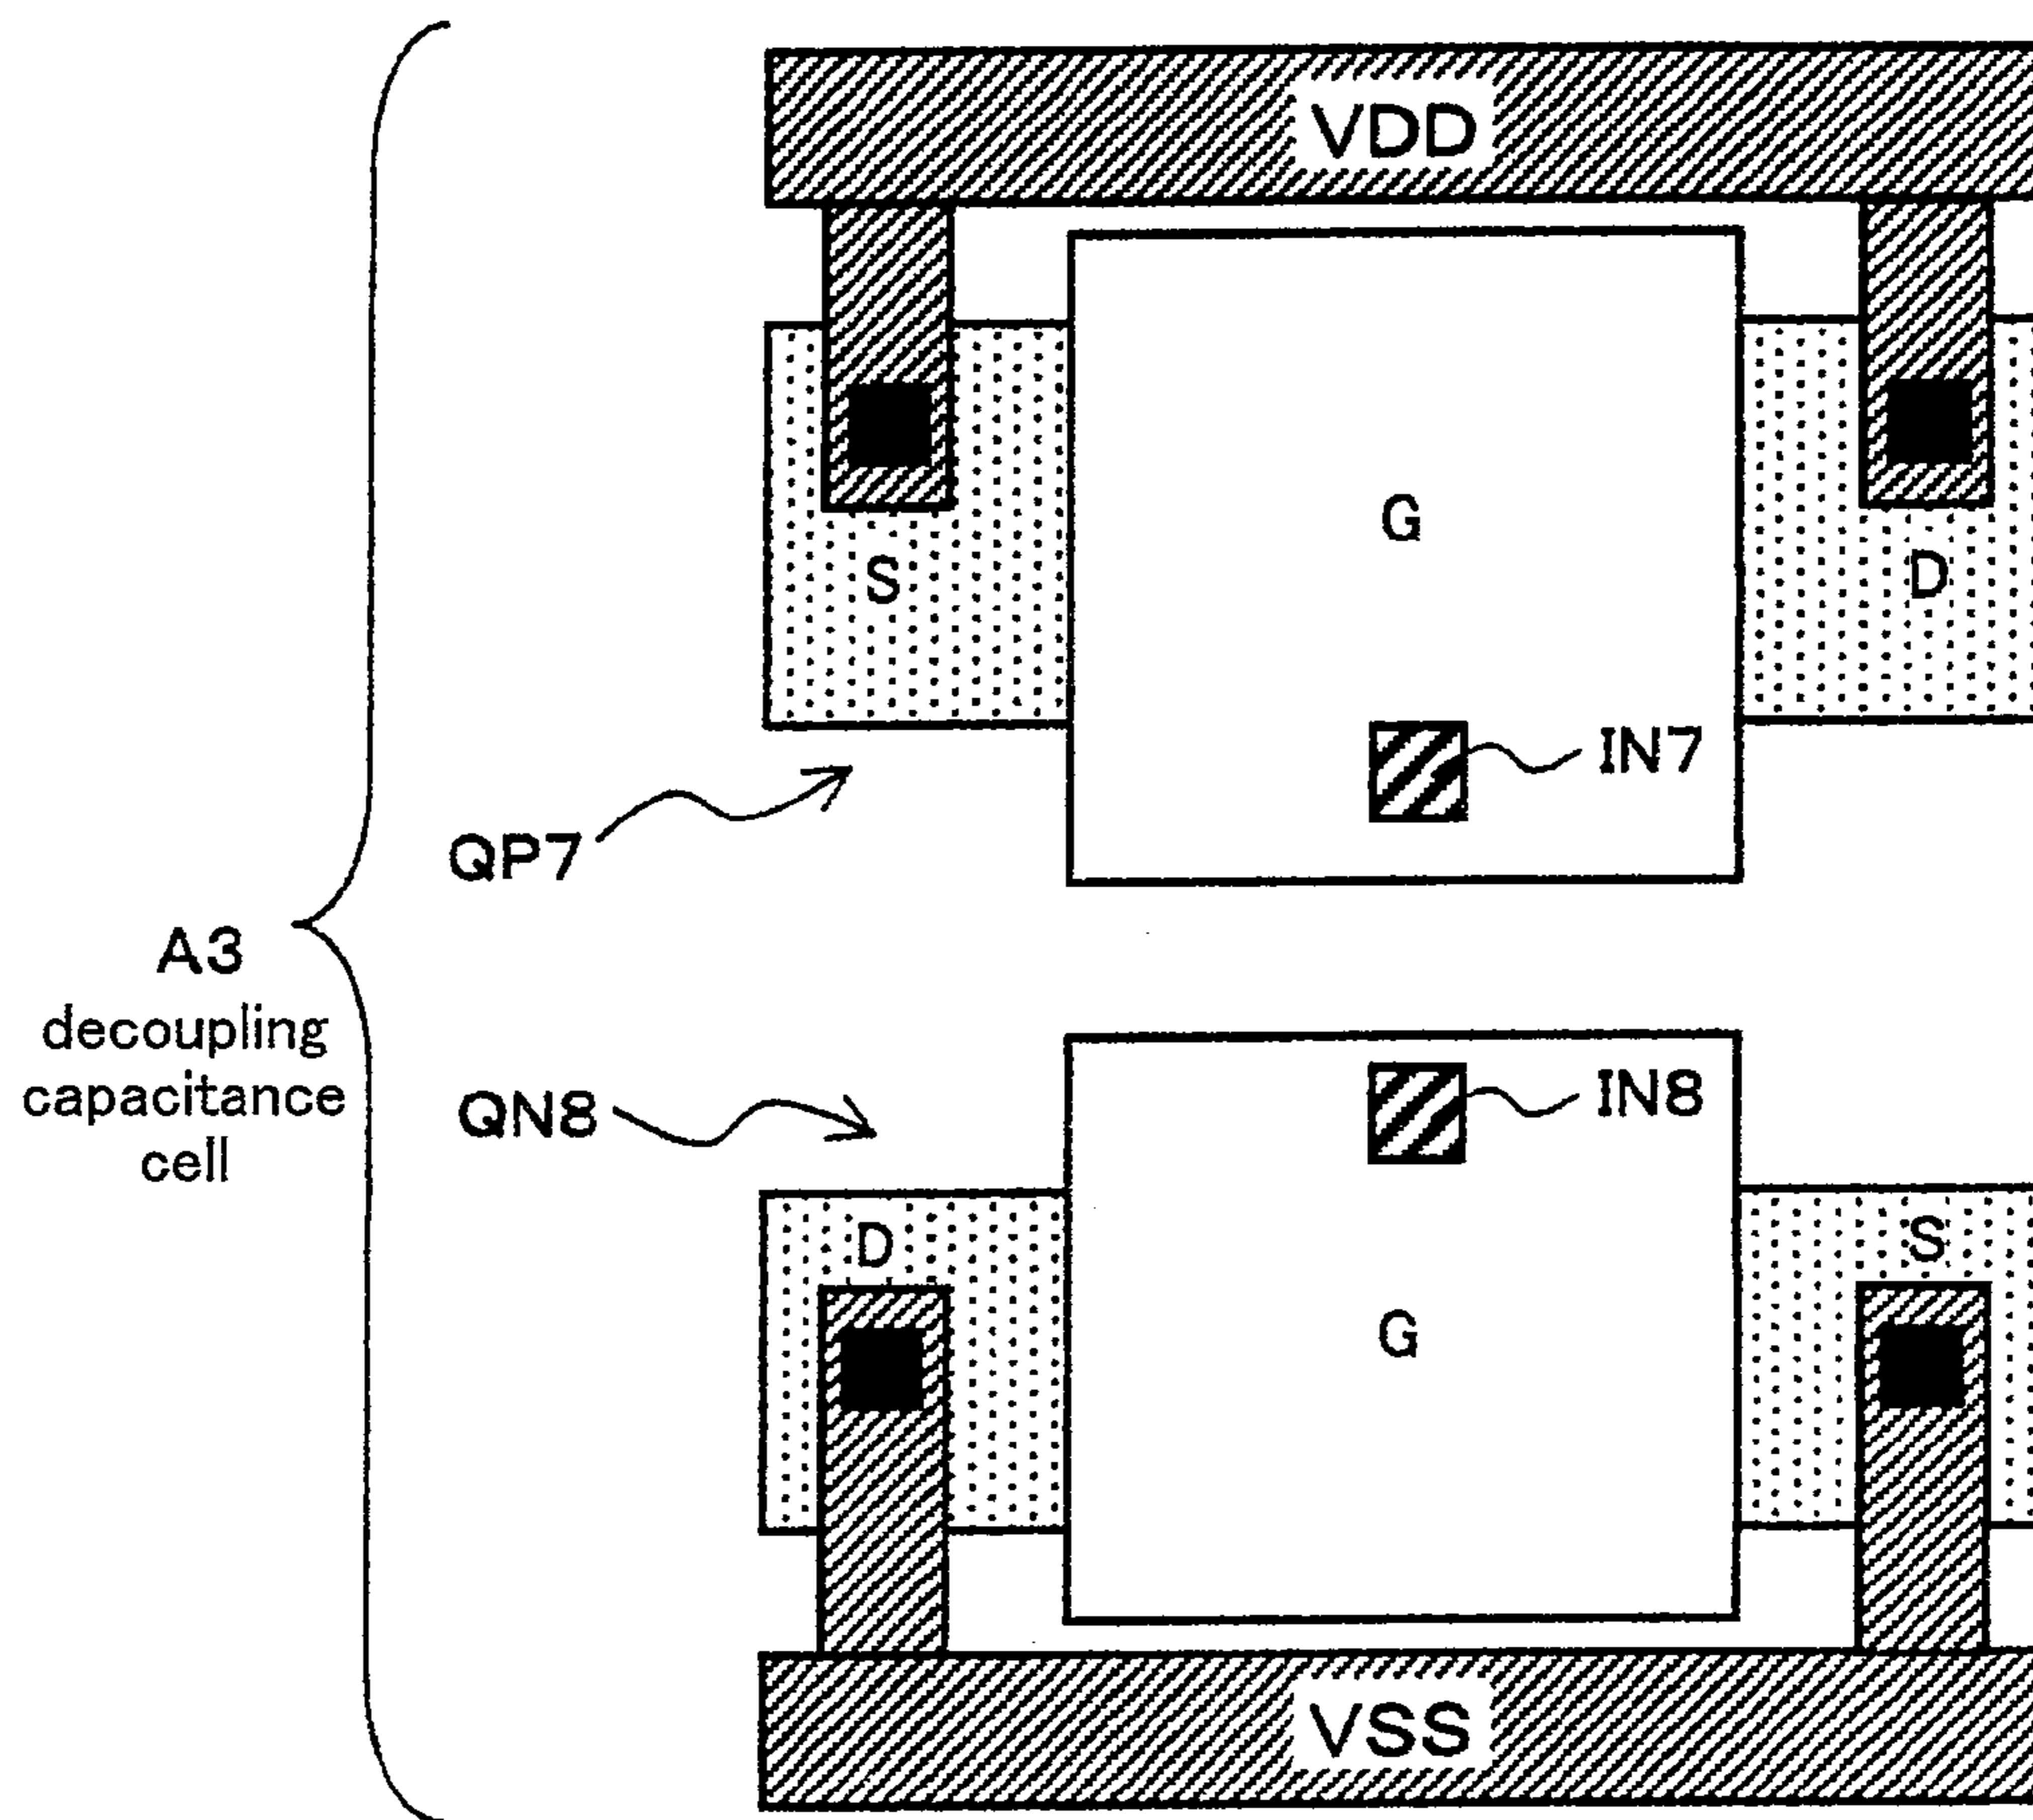 VDD
G
S
D
IN7
QP7
A3
decoupling
capacitance
cell
IN8
QN8
D
S
G
VSS